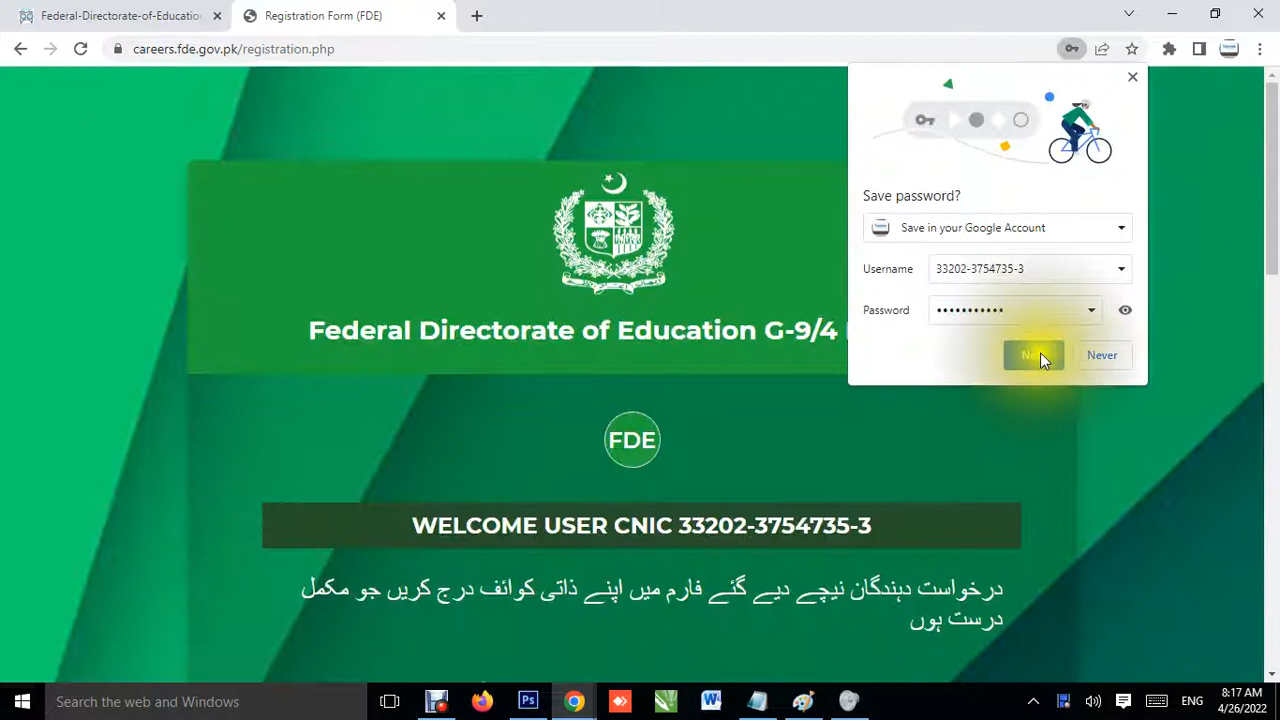 Federal-Directorate-of-Educatio
Registration Form (FDE)
careers.fde.gov.pk/registration.php
Save password?
Save in your Google Account
Username 33202-3754735-3
Password •••••••••••
Never
Federal Directorate of Education G-9/4
FDE
WELCOME USER CNIC 33202-3754735-3
درخواست دہندگان نیچے دیے گئے فارم میں اپنے ذاتی کوائف درج کریں جو مکمل
درست ہوں
Search the web and Windows
ENG
8:17 AM
4/26/2022